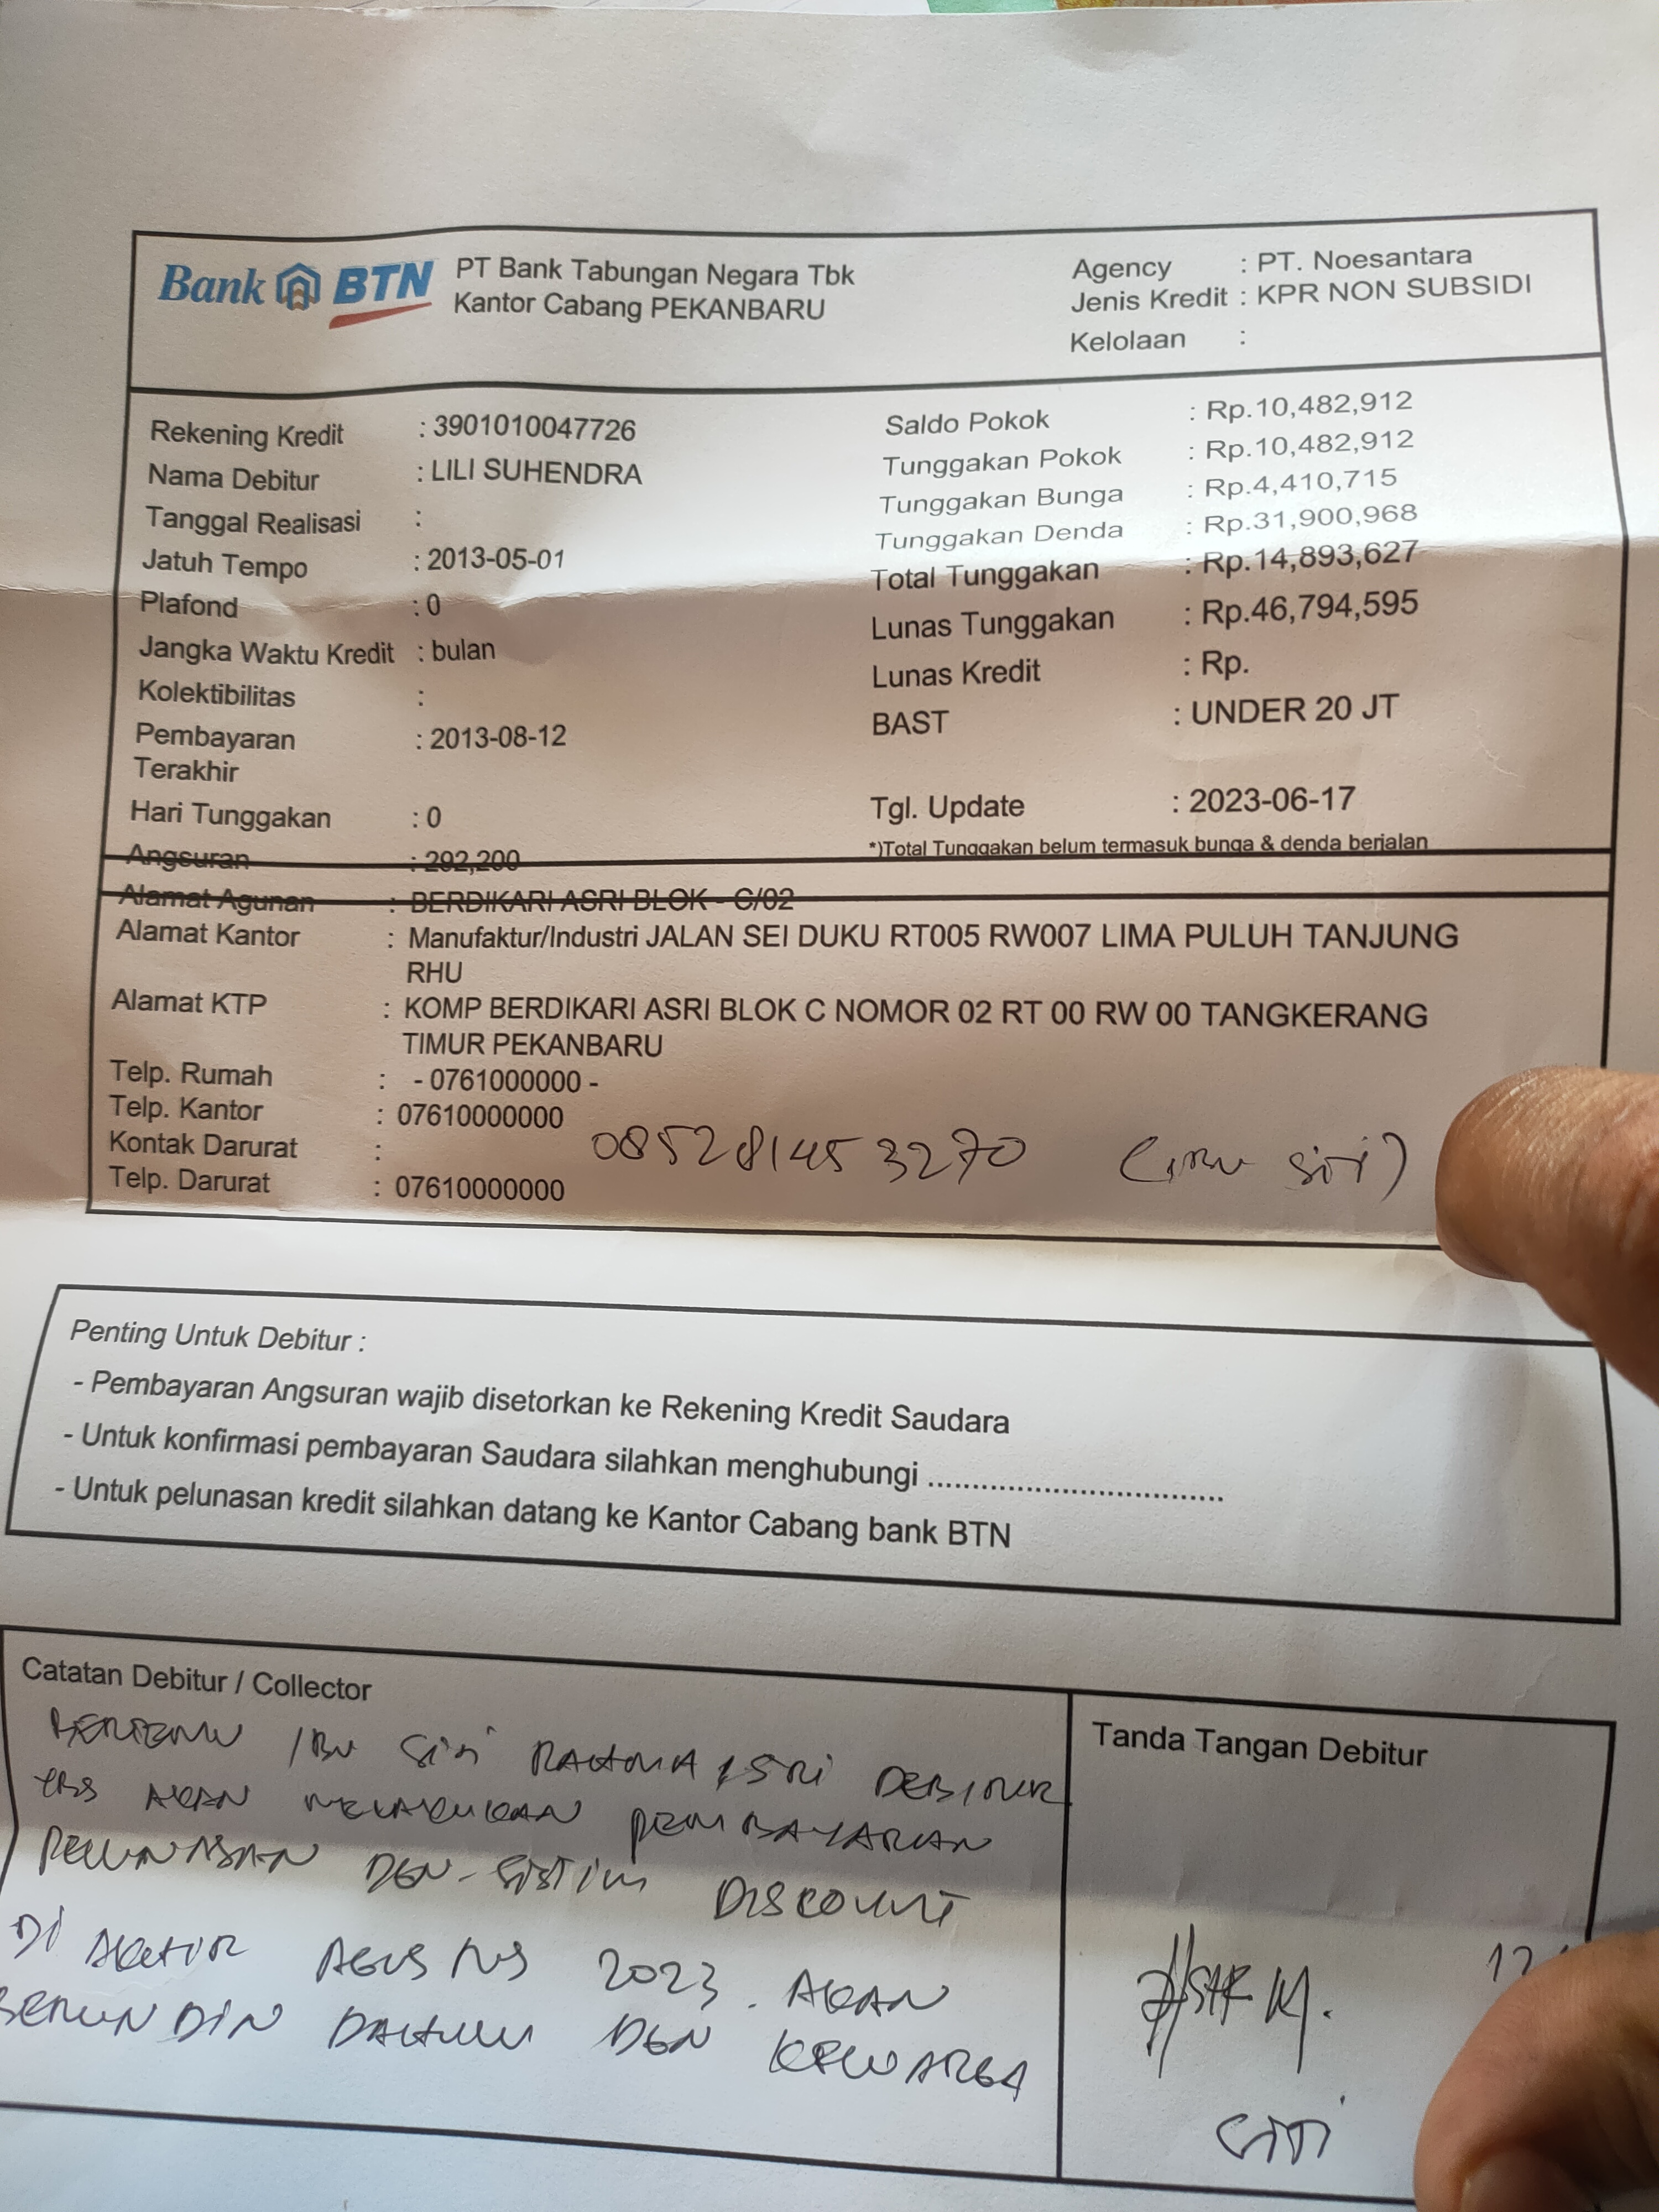 Bank BTN
PT Bank Tabungan Negara Tbk
Kantor Cabang PEKANBARU
Agency : PT. Noesantara
Jenis Kredit : KPR NON SUBSIDI
Kelolaan :
Rekening Kredit : 3901010047726
Nama Debitur : LILI SUHENDRA
Tanggal Realisasi :
Jatuh Tempo : 2013-05-01
Plafond : 0
Jangka Waktu Kredit : bulan
Kolektibilitas :
Pembayaran : 2013-08-12
Terakhir
Hari Tunggakan : 0
Angsuran : 292,200
Saldo Pokok : Rp.10,482,912
Tunggakan Pokok : Rp.10,482,912
Tunggakan Bunga : Rp.4,410,715
Tunggakan Denda : Rp.31,900,968
Total Tunggakan : Rp.14,893,627
Lunas Tunggakan : Rp.46,794,595
Lunas Kredit : Rp.
BAST : UNDER 20 JT
Tgl. Update : 2023-06-17
*)Total Tunggakan belum termasuk bunga & denda berjalan
Alamat Agunan : BERDIKARI ASRI BLOK - C/02
Alamat Kantor : Manufaktur/Industri JALAN SEI DUKU RT005 RW007 LIMA PULUH TANJUNG
RHU
Alamat KTP : KOMP BERDIKARI ASRI BLOK C NOMOR 02 RT 00 RW 00 TANGKERANG
TIMUR PEKANBARU
Telp. Rumah : - 0761000000 -
Telp. Kantor : 07610000000
Kontak Darurat : 085281453270 (IBU SITI)
Telp. Darurat : 07610000000
Penting Untuk Debitur :
- Pembayaran Angsuran wajib disetorkan ke Rekening Kredit Saudara
- Untuk konfirmasi pembayaran Saudara silahkan menghubungi .................................
- Untuk pelunasan kredit silahkan datang ke Kantor Cabang bank BTN
Catatan Debitur / Collector
BERTEMU IBU SITI RAHMA ISTRI DEBITUR
YBS AKAN MELAKUKAN PEMBAYARAN
PELUNASAN DGN SISTIM DISCOUNT
DI AKHIR AGUSTUS 2023. AKAN
BERUNDIN DAHULU DGN KELUARGA
Tanda Tangan Debitur
SITI